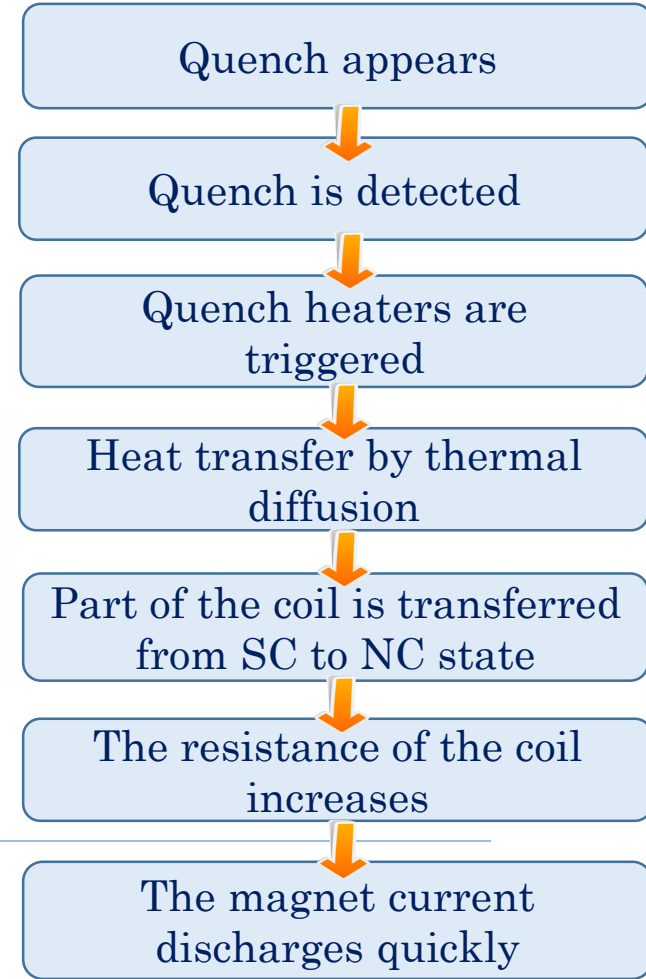 Quench appears
Quench is detected
Quench heaters are
triggered
Heat transfer by thermal
diffusion
Part of the coil is transferred
from SC to NC state
The resistance of the coil
increases
The magnet current
discharges quickly